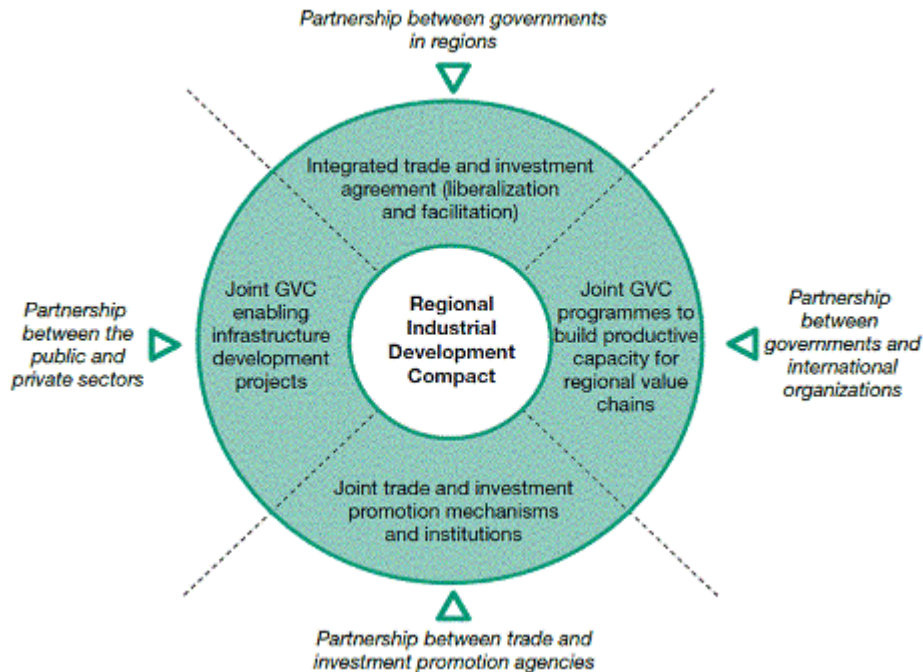 Partnership between governments
in regions
Integrated trade and investment
agreement (liberalization
and facilitation)
Partnership
between the
public and
private sectors
Joint GVC
enabling
infrastructure
development
projects
Regional
Industrial
Development
Compact
Joint GVC
programmes to
build productive
capacity for
regional value
chains
Partnership
between
governments and
international
organizations
Joint trade and investment
promotion mechanisms
and institutions
Partnership between trade and
investment promotion agencies